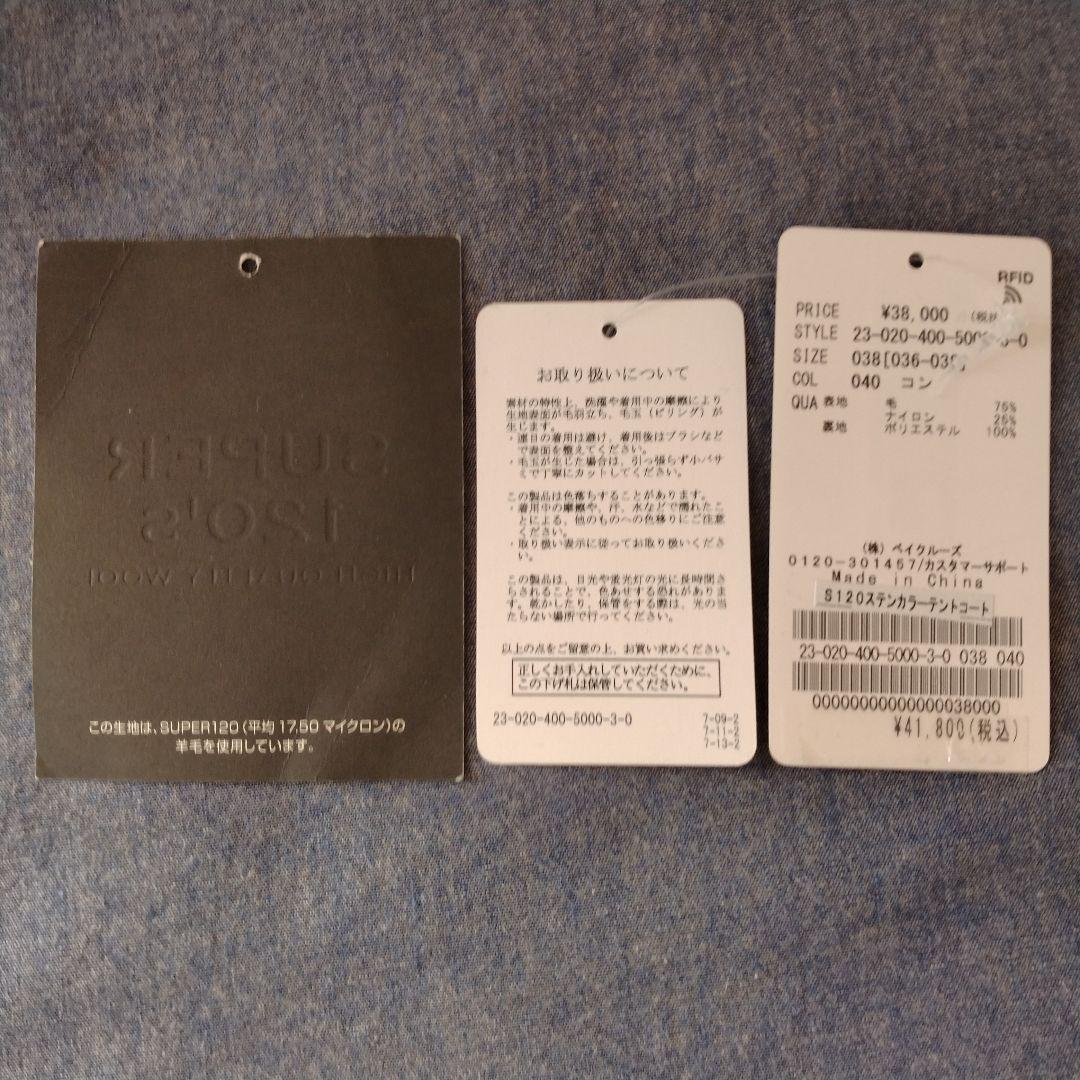 SUPER
120'S
HIGH QUALITY WOOL
この生地は、SUPER120(平均 17.50 マイクロン)の
羊毛を使用しています。
お取り扱いについて
素材の特性上、洗濯や着用中の摩擦により
生地表面が毛羽立ち、毛玉(ピリング)が
生じます。
・連日の着用は避け、着用後はブラシなど
で表面を整えてください。
・毛玉が生じた場合は、引っ張らず小バサ
ミで丁寧にカットしてください。
この製品は色落ちすることがあります。
・着用中の摩擦や、汗、水などで濡れたこ
とによる、他のものへの色移りにご注意
ください。
・取り扱い表示に従ってお取り扱いくださ
い。
この製品は、日光や蛍光灯の光に長時間さ
らされることで、色あせする恐れがありま
す。乾かしたり、保管をする際は、光の当
たらない場所で行ってください。
以上の点をご留意の上、お買い求めください。
正しくお手入れしていただくために、
この下げ札は保管してください。
23-020-400-5000-3-0 7-09-2
7-11-2
7-13-2
RFID
PRICE ¥38,000 (税抜
STYLE 23-020-400-5000-3-0
SIZE 038[036-038]
COL 040 コン
QUA 表地 毛 75%
ナイロン 25%
裏地 ポリエステル 100%
(株) ベイクルーズ
0120-301457/カスタマーサポート
Made in China
S120ステンカラーテントコート
23-020-400-5000-3-0 038 040
00000000000000038000
¥41,800(税込)